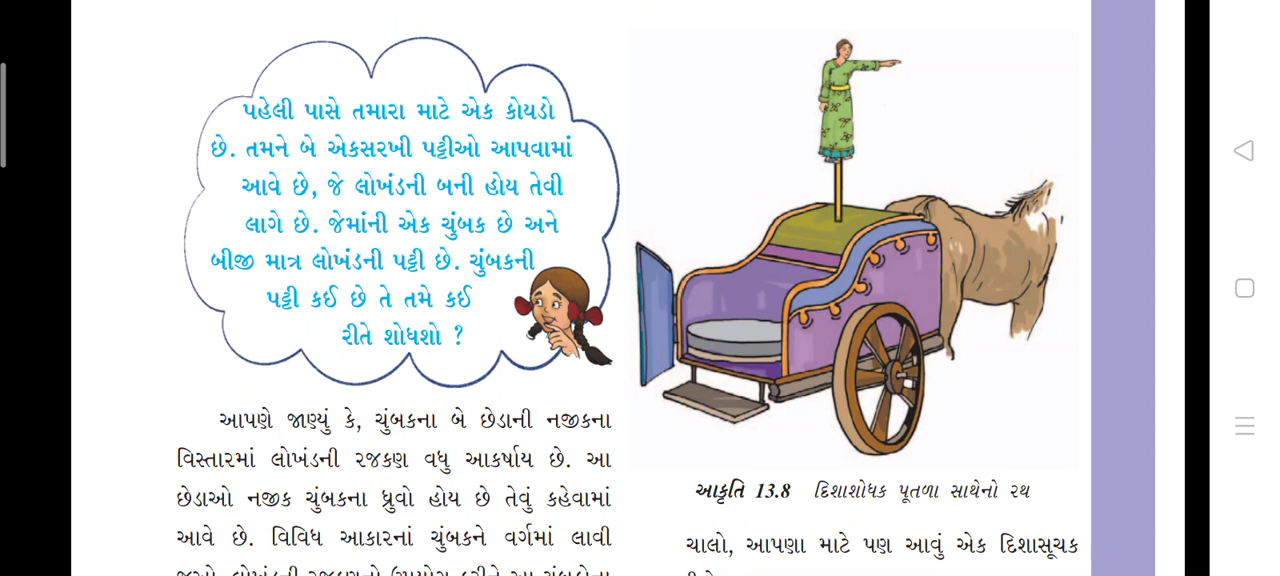 પહેલી પાસે તમારા માટે એક કોયડો
છે. તમને બે એકસરખી પટ્ટીઓ આપવામાં
આવે છે, જે લોખંડની બની હોય તેવી
લાગે છે. જેમાંની એક ચુંબક છે અને
બીજી માત્ર લોખંડની પટ્ટી છે. ચુંબકની
પટ્ટી કઈ છે તે તમે કઈ
રીતે શોધશો ?
આપણે જાણ્યું કે, ચુંબકના બે છેડાની નજીકના
વિસ્તારમાં લોખંડની રજકણ વધુ આકર્ષાય છે. આ
છેડાઓ નજીક ચુંબકના ધ્રુવો હોય છે તેવું કહેવામાં
આવે છે. વિવિધ આકારનાં ચુંબકને વર્ગમાં લાવી
આકૃતિ 13.8 દિશાશોધક પૂતળા સાથેનો રથ
ચાલો, આપણા માટે પણ આવું એક દિશાસૂચક